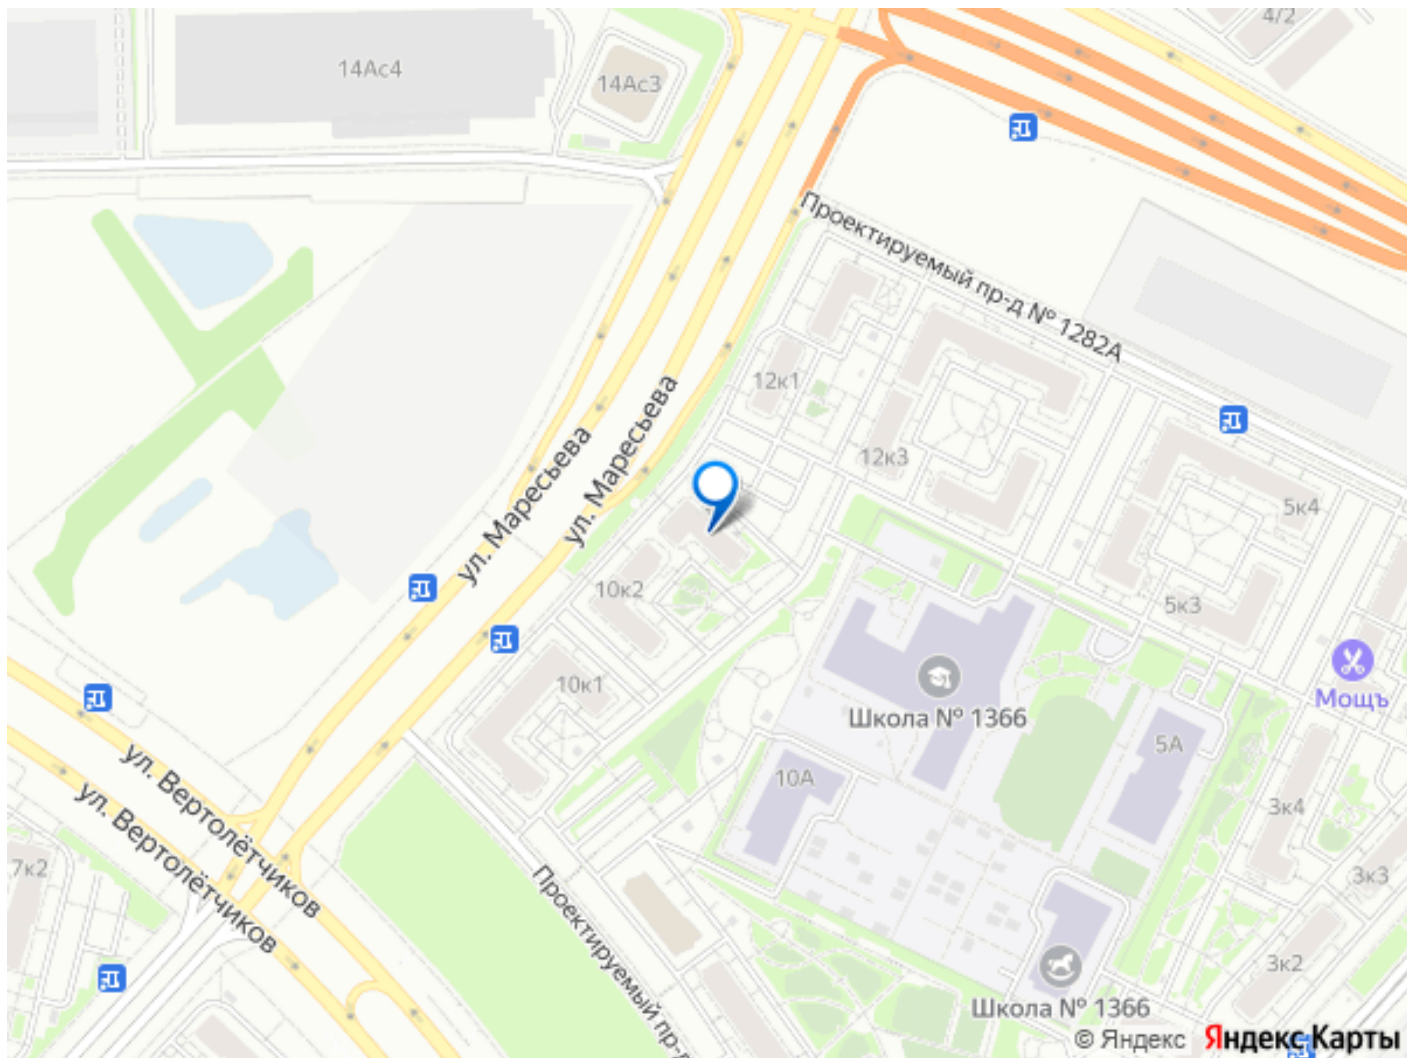 4/2
14Ас4
14Ас3
Проектируемый пр-д № 1282А
12к1
12к3
5к4
ул. Маресьева
ул. Маресьева
10к2
5к3
10к1
Мощъ
Школа № 1366
5А
10А
3к4
ул. Вертолётчиков
ул. Вертолётчиков
7к2
3к3
Проектируемый пр-д
3к2
Школа № 1366
© Яндекс Яндекс Карты